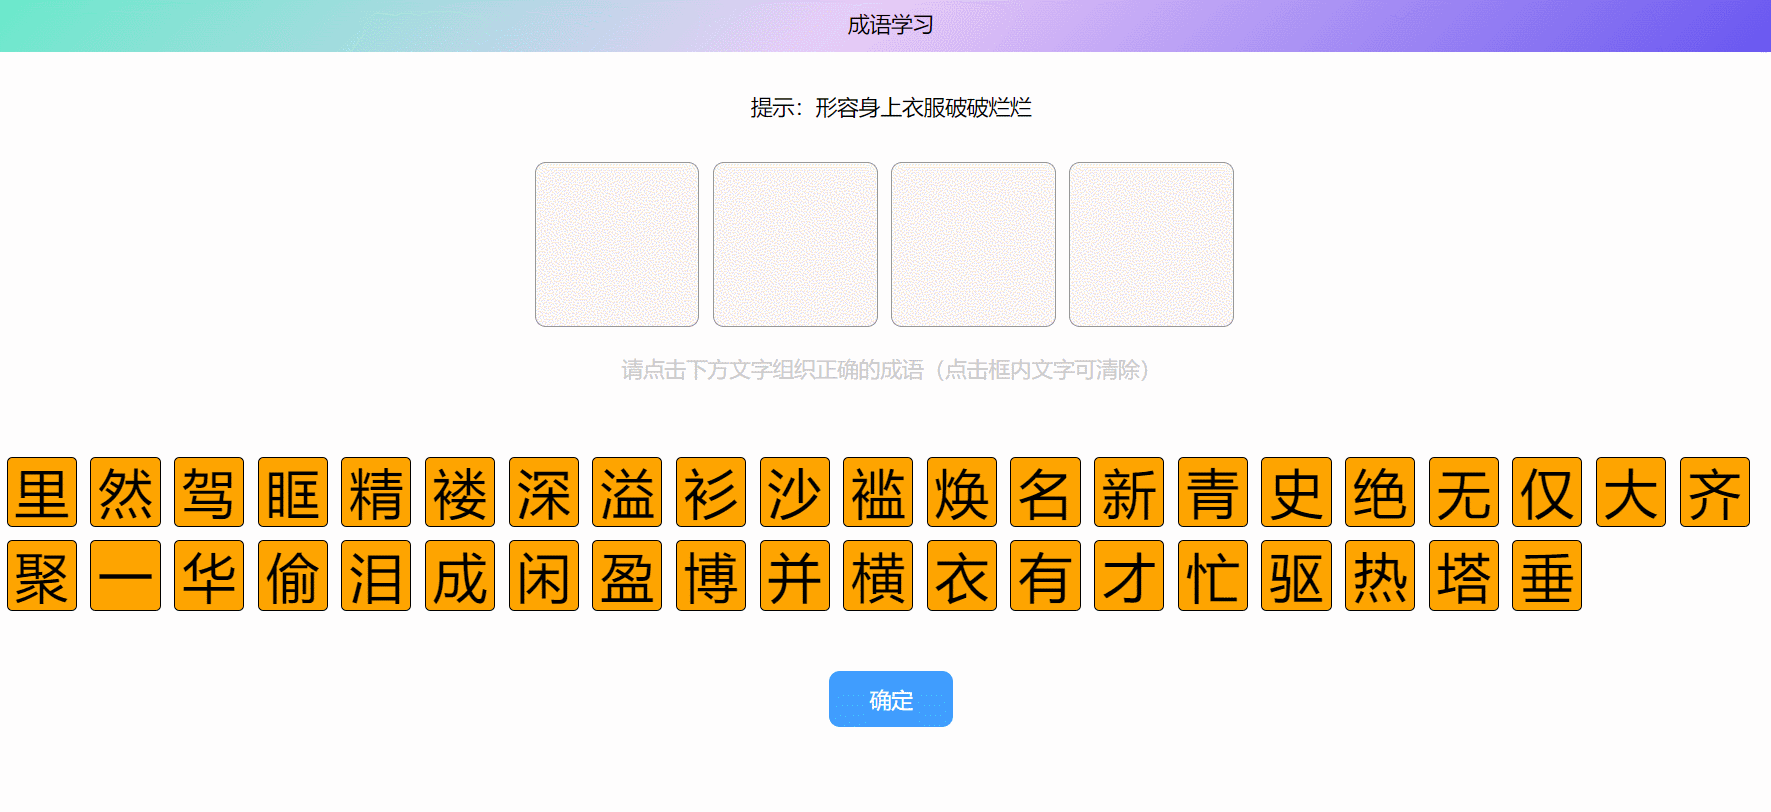 成语学习
提示：形容身上衣服破破烂烂
请点击下方文字组织正确的成语（点击框内文字可清除）
里 然 驾 眶 精 褛 深 溢 衫 沙 褴 焕 名 新 青 史 绝 无 仅 大 齐
聚 一 华 偷 泪 成 闲 盈 博 并 横 衣 有 才 忙 驱 热 塔 垂
确定